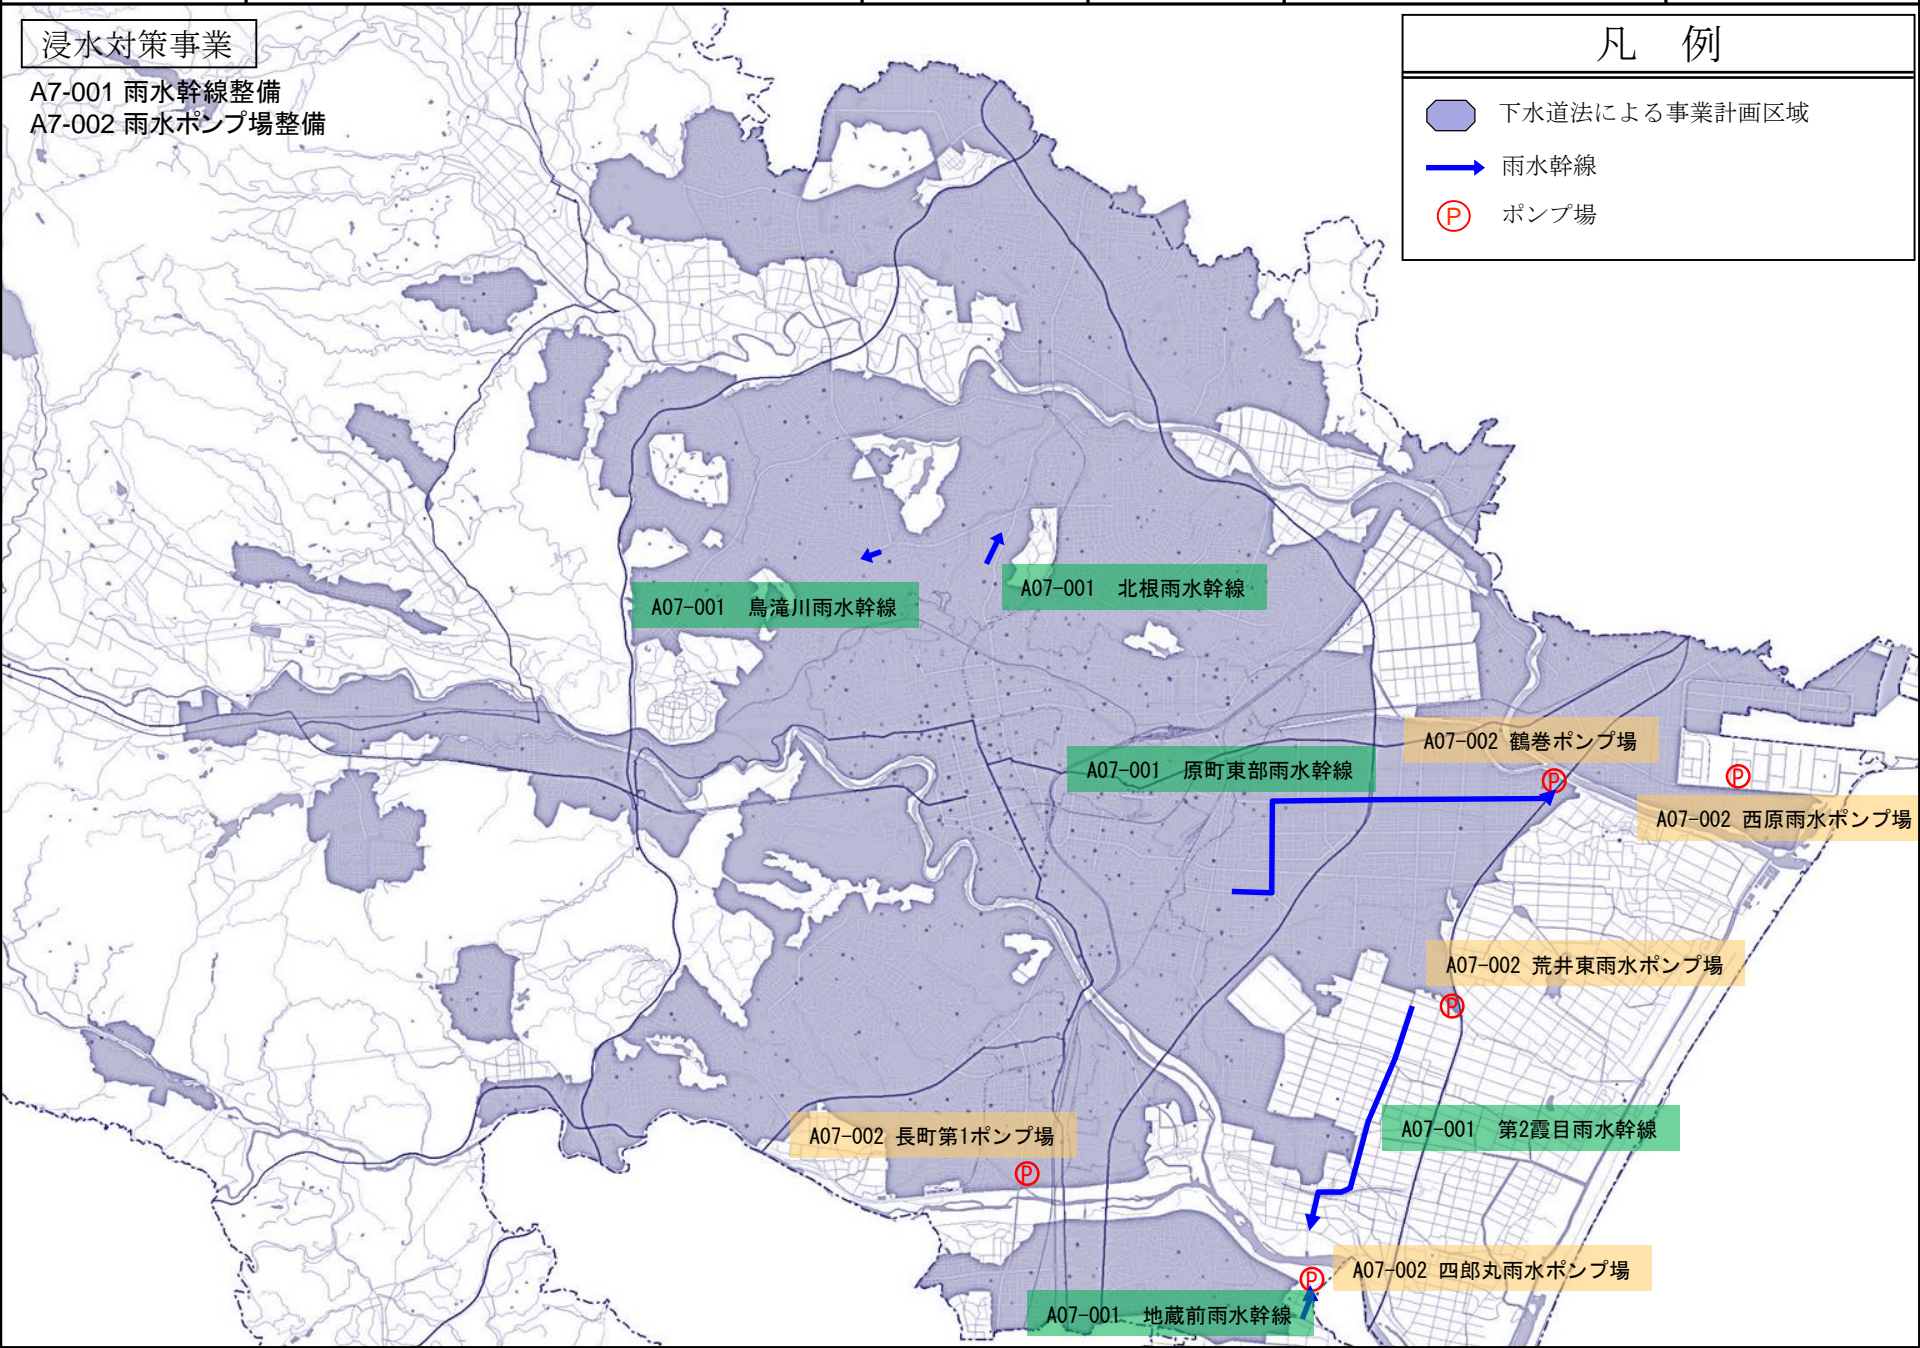 浸水対策事業
A7-001 雨水幹線整備
A7-002 雨水ポンプ場整備
凡　例
下水道法による事業計画区域
雨水幹線
P ポンプ場
A07-001　鳥滝川雨水幹線
A07-001　北根雨水幹線
A07-002 鶴巻ポンプ場
A07-001　原町東部雨水幹線
P
P
A07-002 西原雨水ポンプ場
A07-002 荒井東雨水ポンプ場
P
A07-001　第2霞目雨水幹線
A07-002 長町第1ポンプ場
P
A07-002 四郎丸雨水ポンプ場
P
A07-001　地蔵前雨水幹線